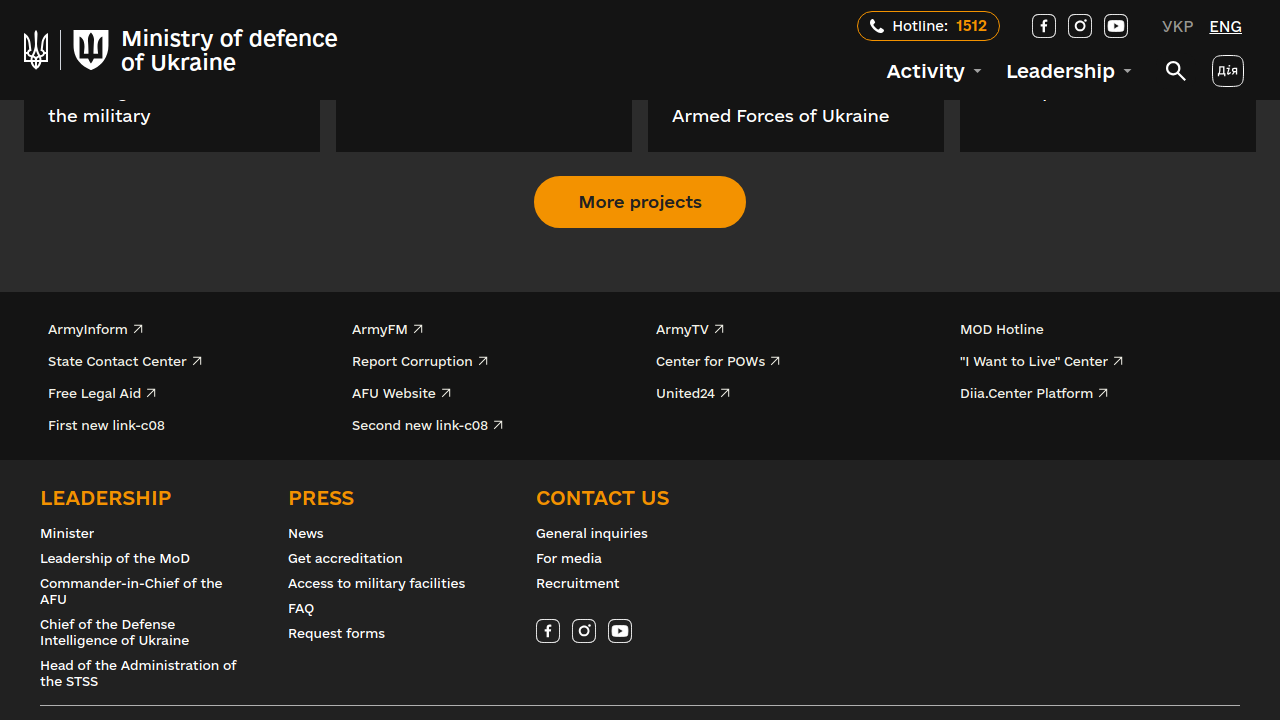 Ministry of defence
of Ukraine
Hotline: 1512
УКР ENG
Activity Leadership
Дія
the military
Armed Forces of Ukraine
More projects
ArmyInform ArmyFM ArmyTV MOD Hotline
State Contact Center Report Corruption Center for POWs "I Want to Live" Center
Free Legal Aid AFU Website United24 Diia.Center Platform
First new link-c08 Second new link-c08
LEADERSHIP
Minister
Leadership of the MoD
Commander-in-Chief of the
AFU
Chief of the Defense
Intelligence of Ukraine
Head of the Administration of
the STSS
PRESS
News
Get accreditation
Access to military facilities
FAQ
Request forms
CONTACT US
General inquiries
For media
Recruitment